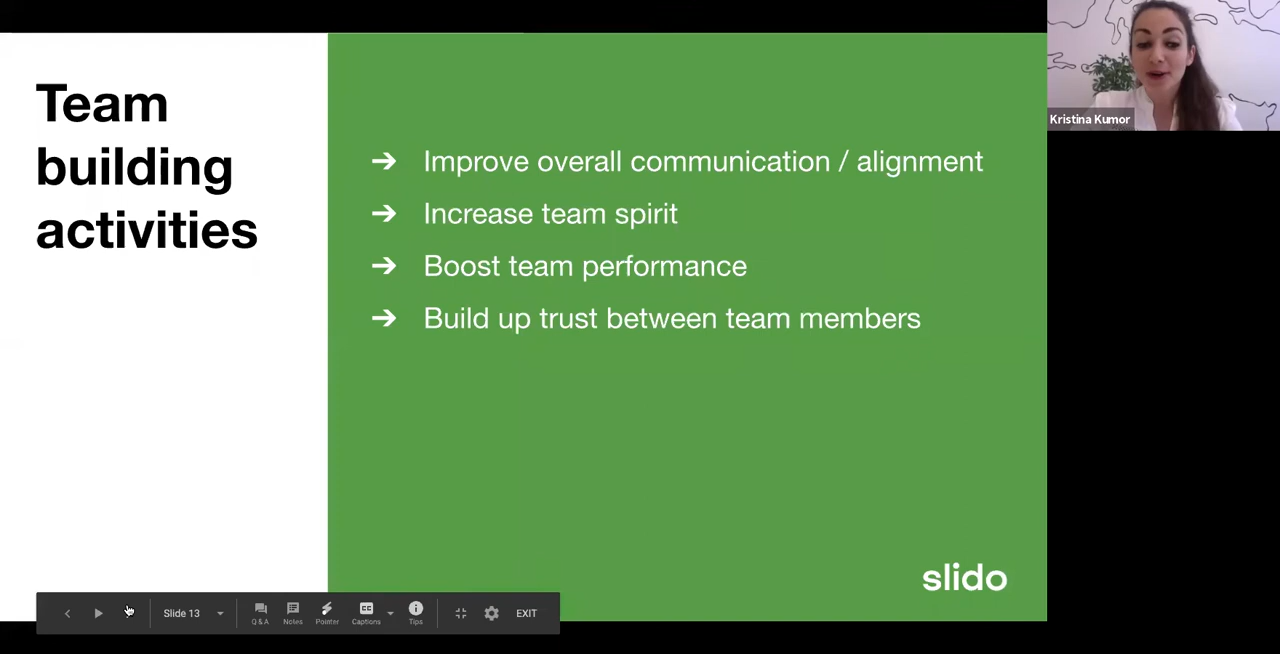 Team
building
activities
➔ Improve overall communication / alignment
➔ Increase team spirit
➔ Boost team performance
➔ Build up trust between team members
slido
Kristina Kumor
Slide 13
Q & A
Notes
Pointer
CC
Captions
Tips
EXIT